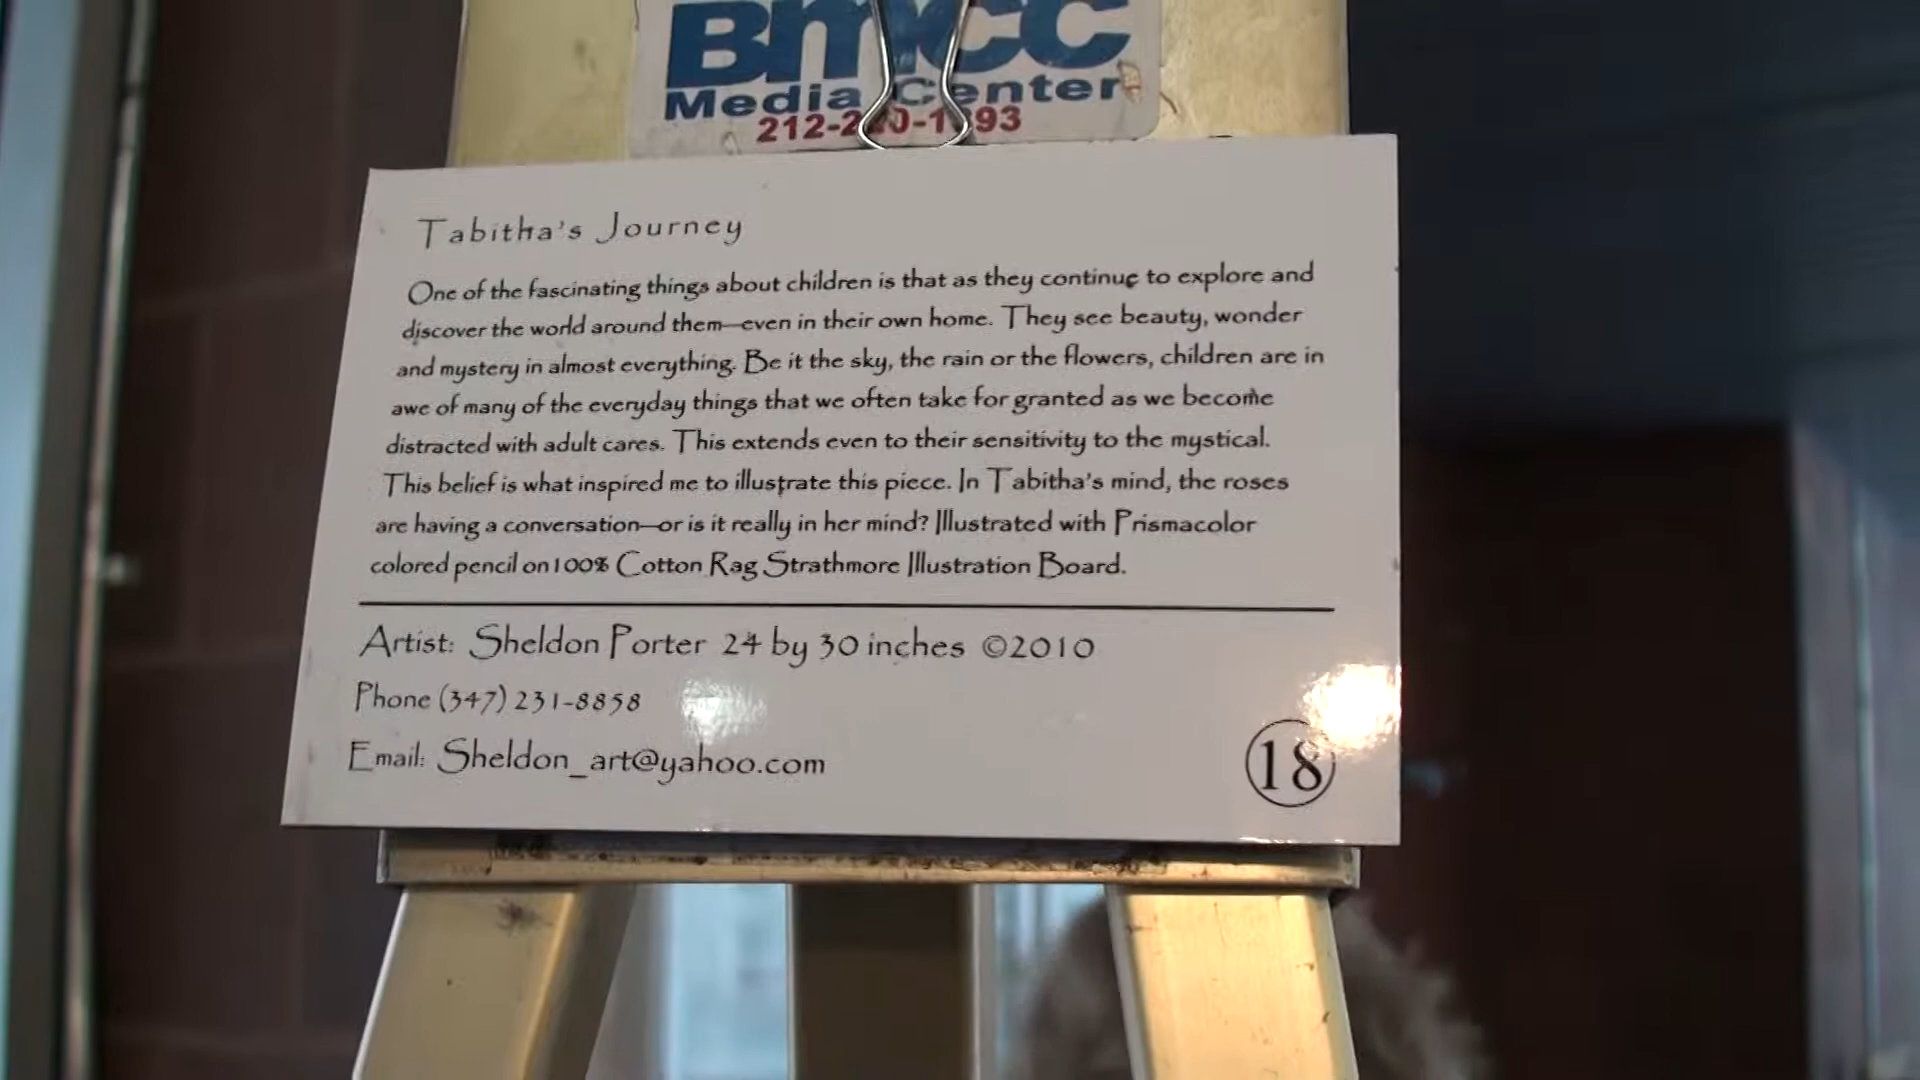 BMCC
Media Center
Tabitha's Journey
One of the fascinating things about children is that as they continue to explore and
discover the world around them—even in their own home. They see beauty, wonder
and mystery in almost everything. Be it the sky, the rain or the flowers, children are in
awe of many of the everyday things that we often take for granted as we become
distracted with adult cares. This extends even to their sensitivity to the mystical.
This belief is what inspired me to illustrate this piece. In Tabitha's mind, the roses
are having a conversation—or is it really in her mind? Illustrated with Prismacolor
colored pencil on 100% Cotton Rag Strathmore Illustration Board.
Artist: Sheldon Porter 24 by 30 inches ©2010
Phone (347) 231-8858
Email: Sheldon_art@yahoo.com
18